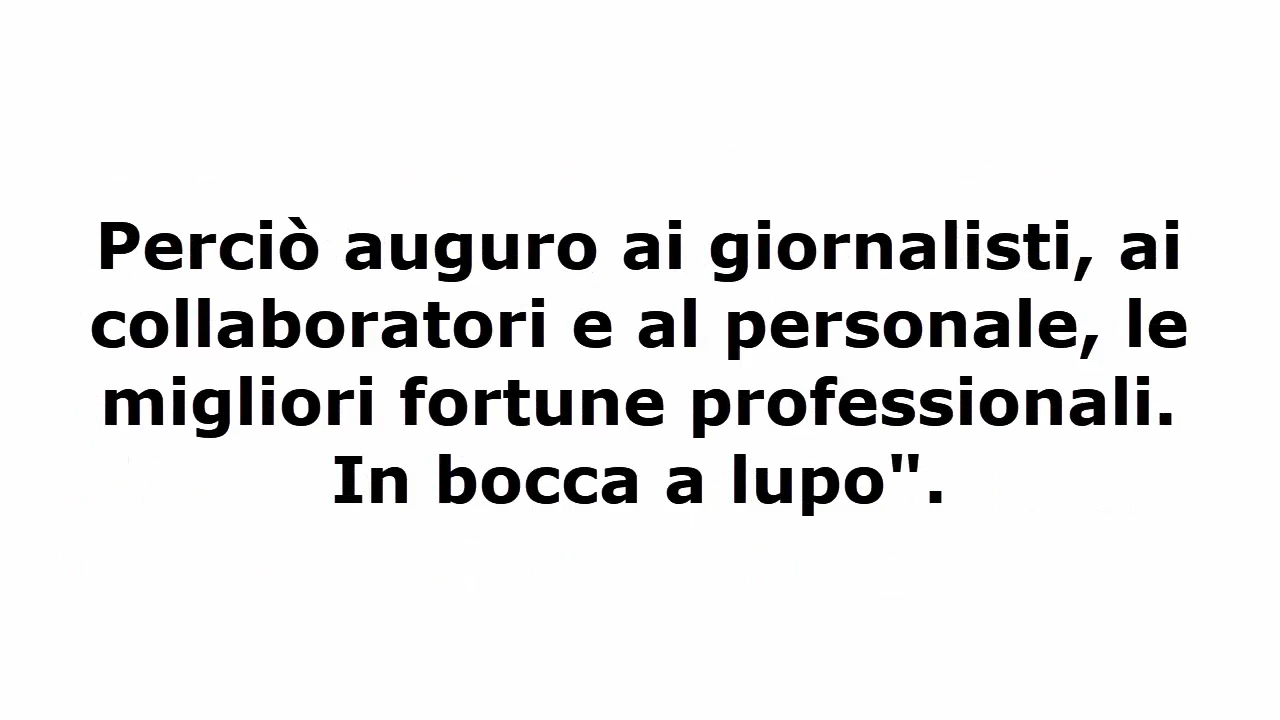 Perciò auguro ai giornalisti, ai
collaboratori e al personale, le
migliori fortune professionali.
In bocca a lupo".